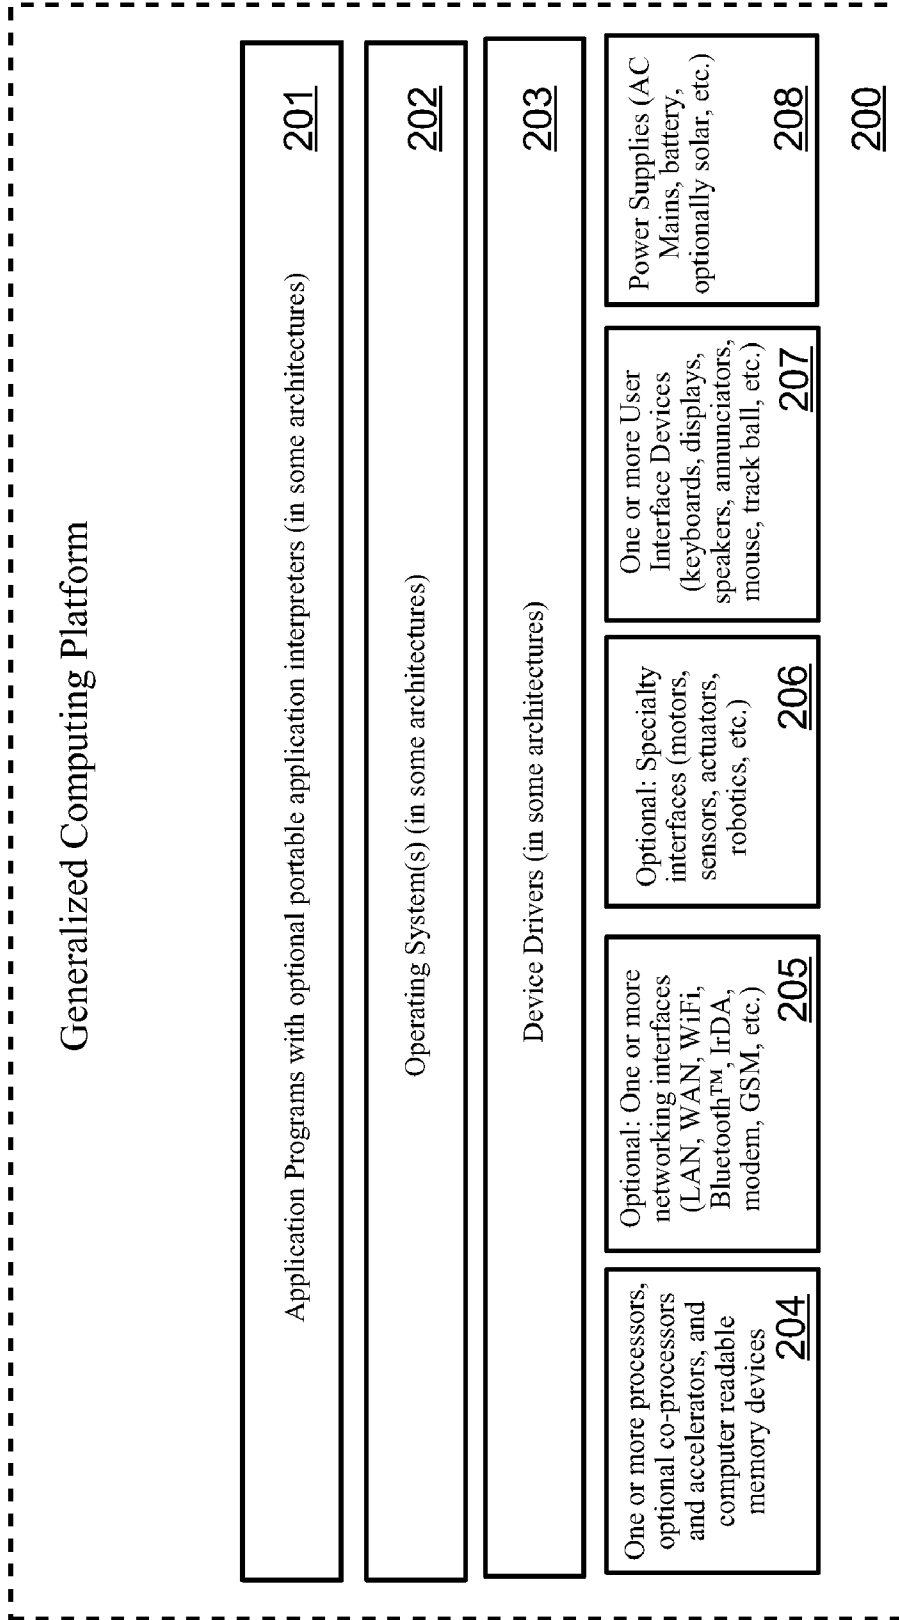 Generalized Computing Platform
Application Programs with optional portable application interpreters (in some architectures)
201
Operating System(s) (in some architectures)
202
Device Drivers (in some architectures)
203
One or more processors,
optional co-processors
and accelerators, and
computer readable
memory devices
204
Optional: One or more
networking interfaces
(LAN, WAN, WiFi,
Bluetooth™, IrDA,
modem, GSM, etc.)
205
Optional: Specialty
interfaces (motors,
sensors, actuators,
robotics, etc.)
206
One or more User
Interface Devices
(keyboards, displays,
speakers, annunciators,
mouse, track ball, etc.)
207
Power Supplies (AC
Mains, battery,
optionally solar, etc.)
208
200